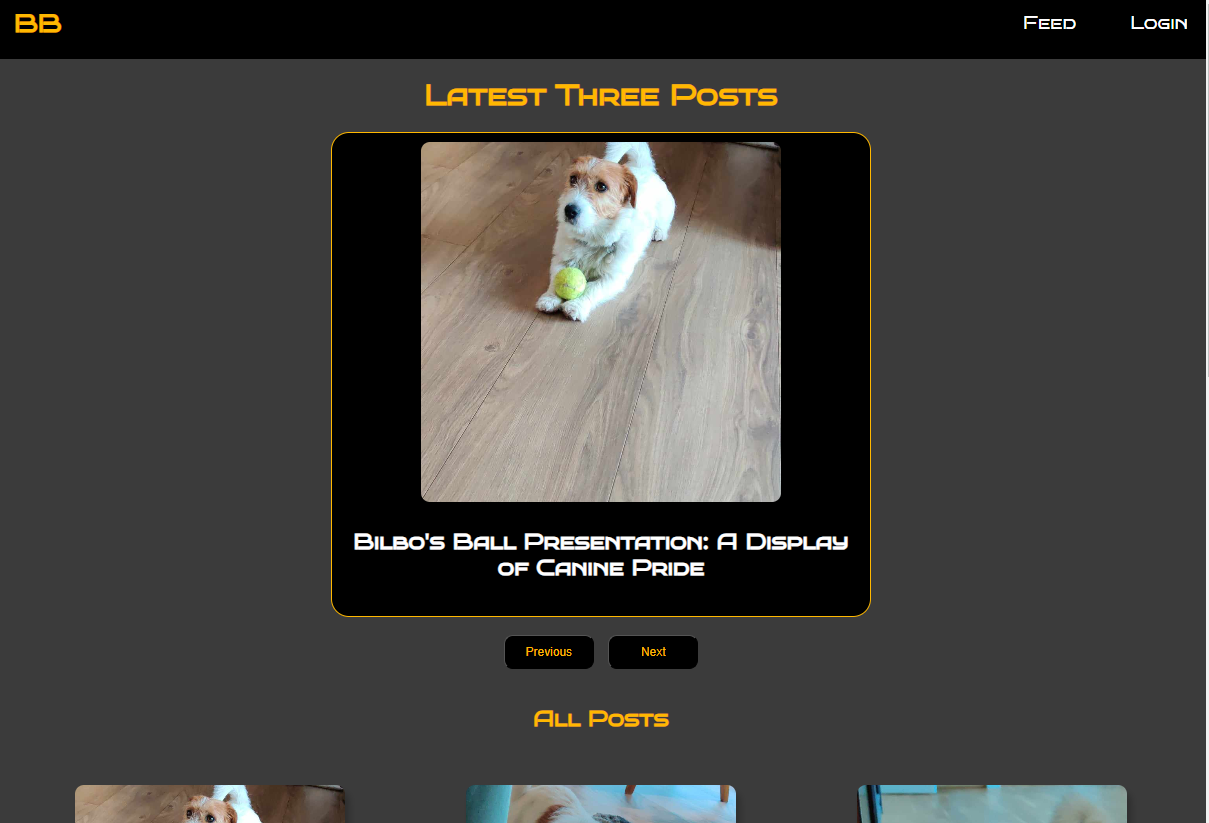 BB
Feed
Login
Latest Three Posts
Bilbo's Ball Presentation: A Display
of Canine Pride
Previous
Next
All Posts